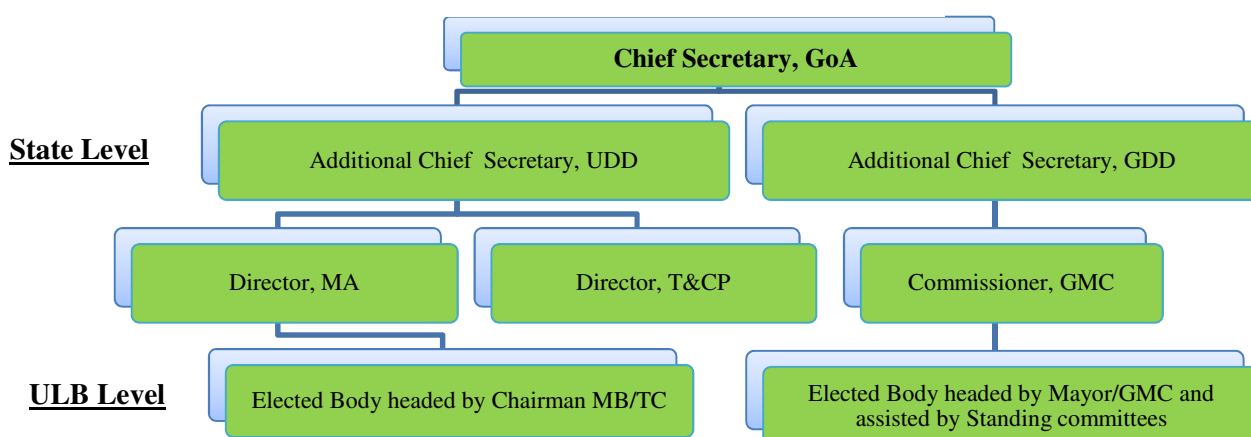 Chief Secretary, GoA
State Level
Additional Chief Secretary, UDD
Additional Chief Secretary, GDD
Director, MA
Director, T&CP
Commissioner, GMC
ULB Level
Elected Body headed by Chairman MB/TC
Elected Body headed by Mayor/GMC and
assisted by Standing committees